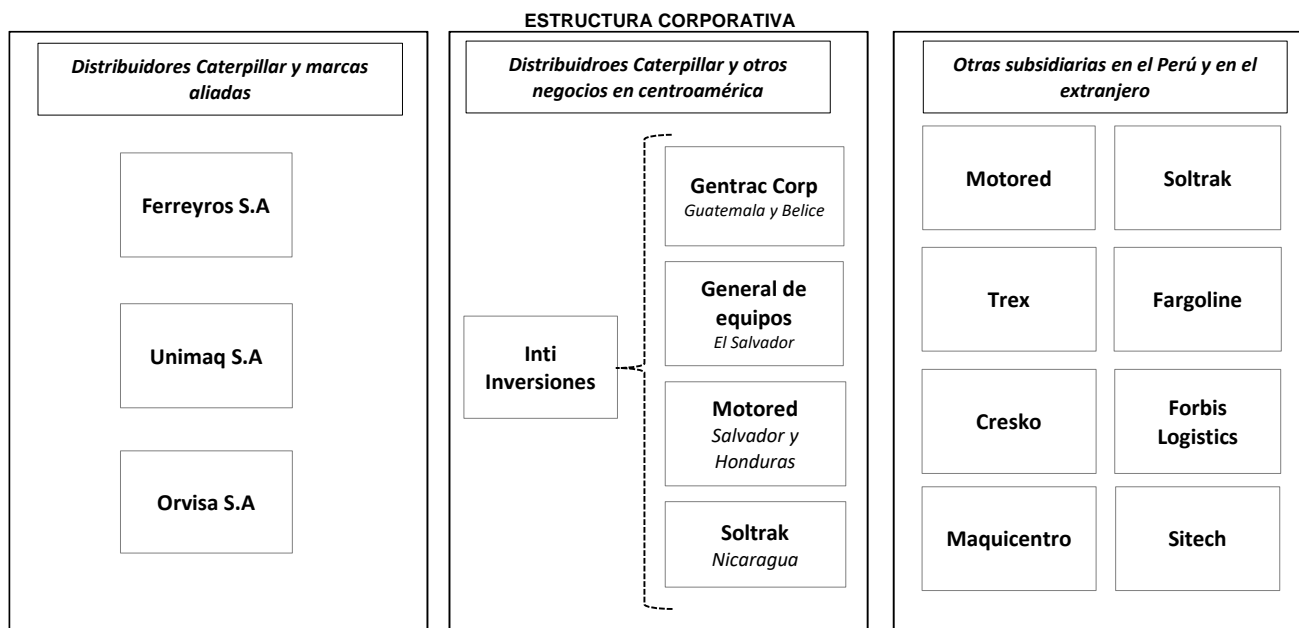 ESTRUCTURA CORPORATIVA
Distribuidores Caterpillar y marcas
aliadas
Ferreyros S.A
Unimaq S.A
Orvisa S.A
Distribuidroes Caterpillar y otros
negocios en centroamérica
Inti
Inversiones
Gentrac Corp
Guatemala y Belice
General de
equipos
El Salvador
Motored
Salvador y
Honduras
Soltrak
Nicaragua
Otras subsidiarias en el Perú y en el
extranjero
Motored
Soltrak
Trex
Fargoline
Cresko
Forbis
Logistics
Maquicentro
Sitech